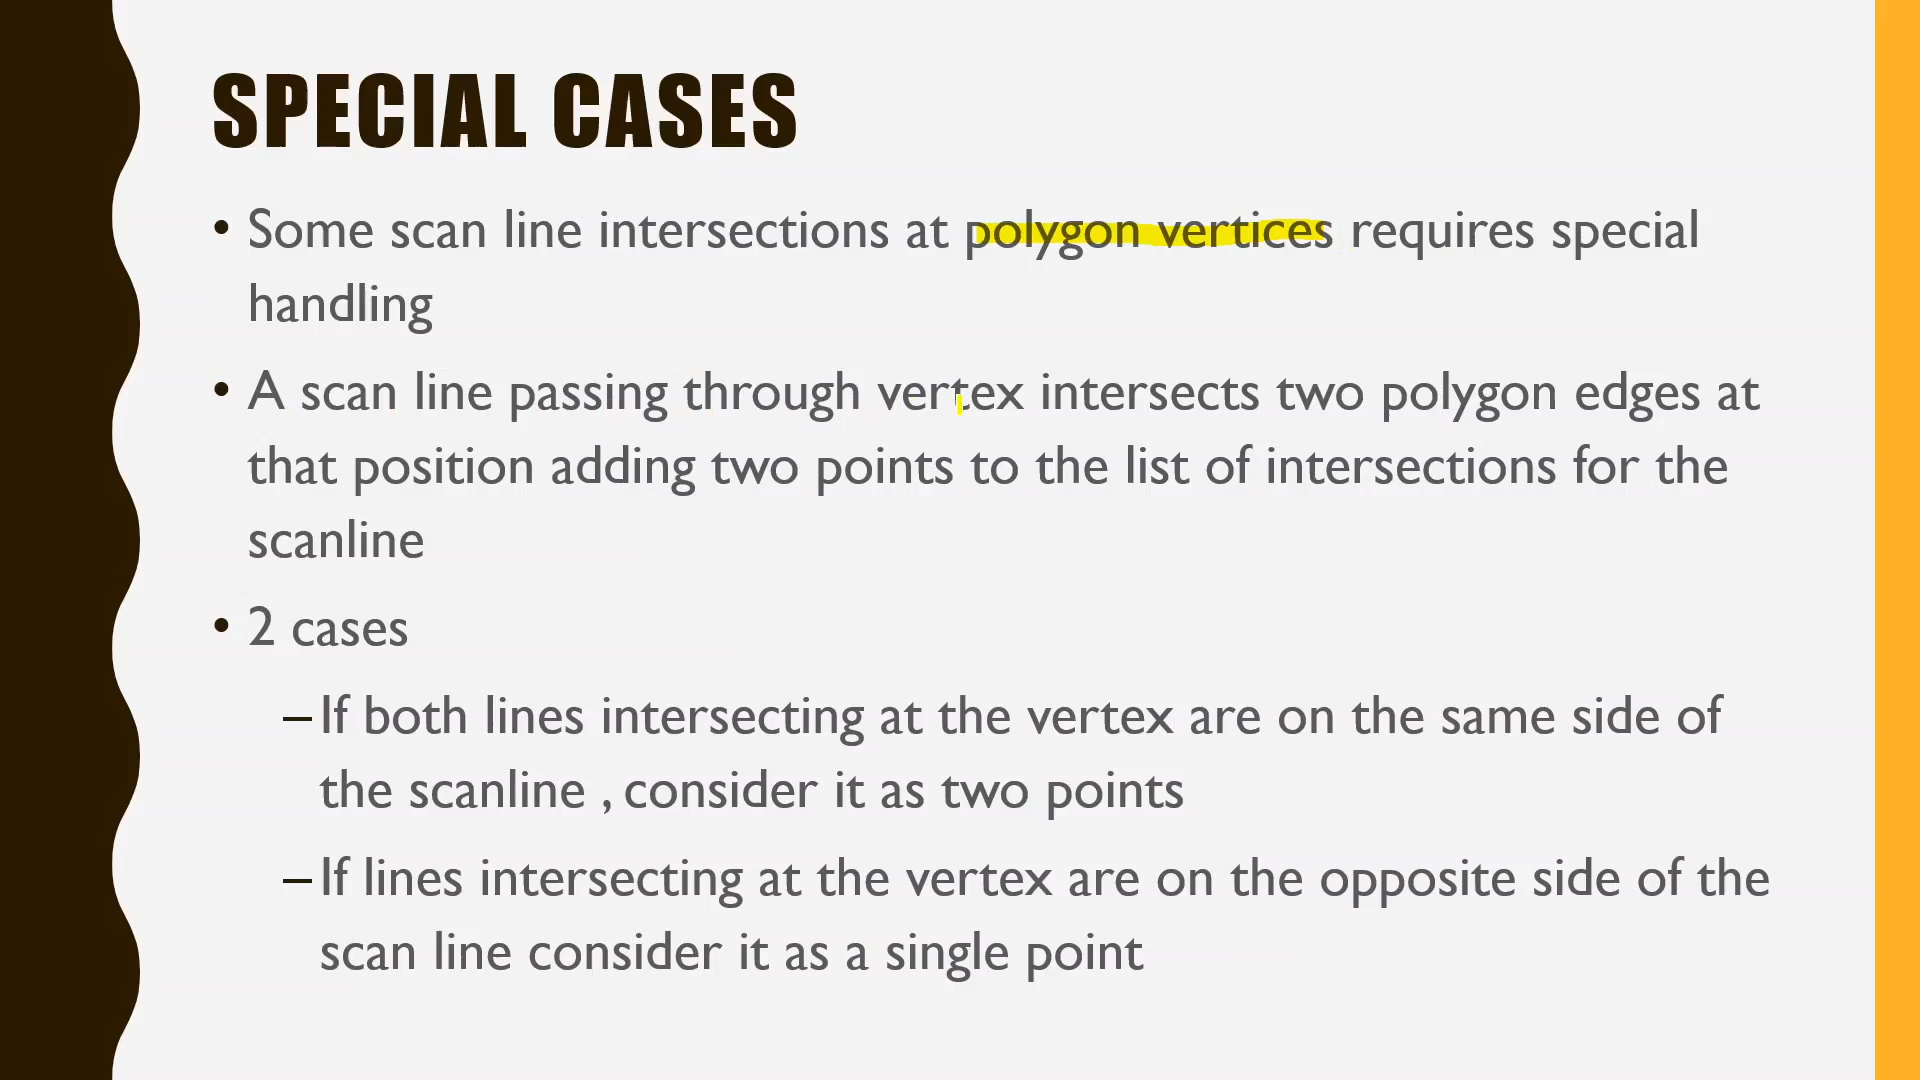 SPECIAL CASES
• Some scan line intersections at polygon vertices requires special
handling
• A scan line passing through vertex intersects two polygon edges at
that position adding two points to the list of intersections for the
scanline
• 2 cases
– If both lines intersecting at the vertex are on the same side of
the scanline , consider it as two points
– If lines intersecting at the vertex are on the opposite side of the
scan line consider it as a single point